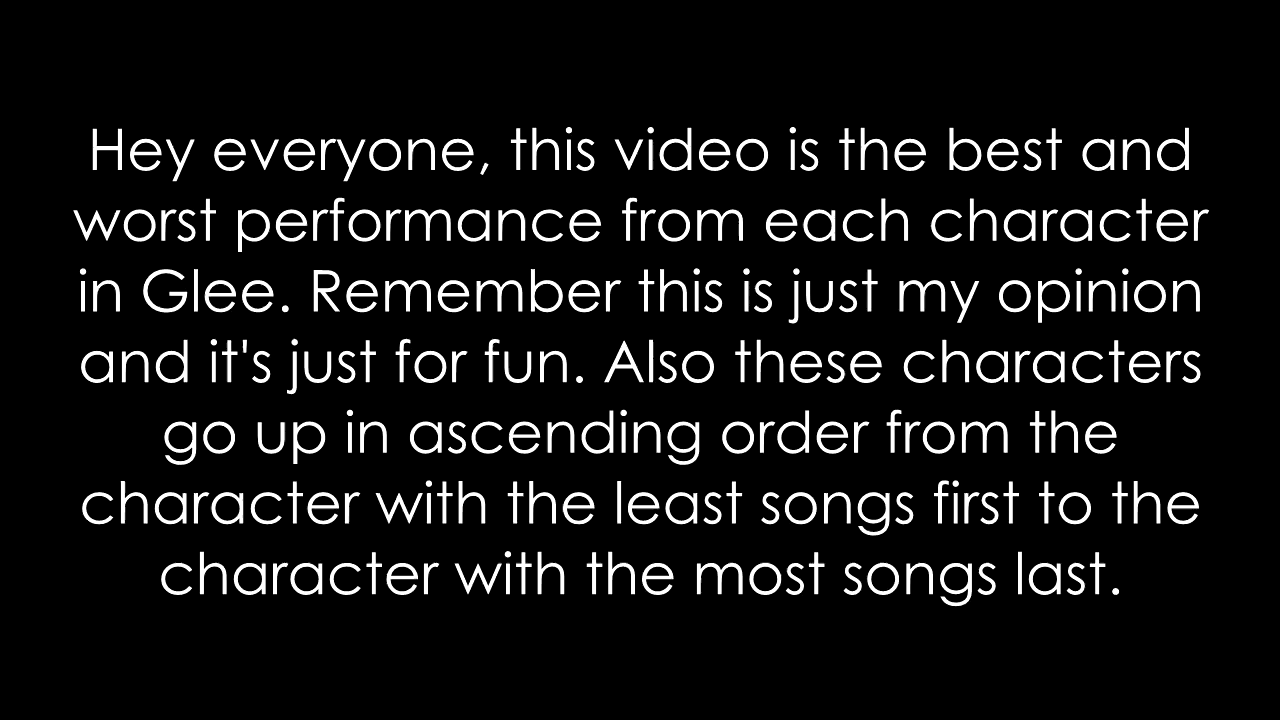 Hey everyone, this video is the best and
worst performance from each character
in Glee. Remember this is just my opinion
and it's just for fun. Also these characters
go up in ascending order from the
character with the least songs first to the
character with the most songs last.